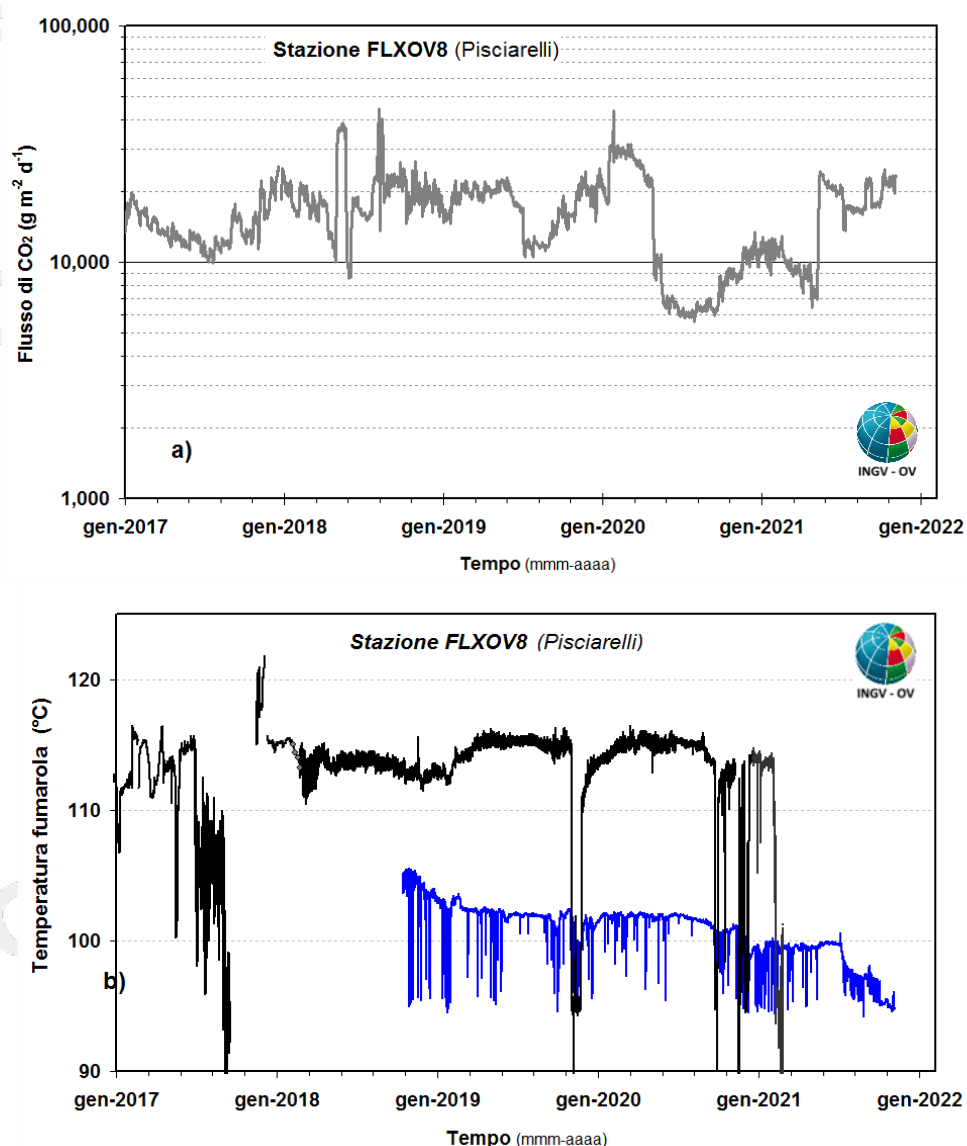 100,000
Stazione FLXOV8 (Pisciarelli)
Flusso di CO₂ (g m⁻² d⁻¹)
10,000
a)
INGV - OV
1,000
gen-2017 gen-2018 gen-2019 gen-2020 gen-2021 gen-2022
Tempo (mmm-aaaa)
Stazione FLXOV8 (Pisciarelli)
INGV - OV
Temperatura fumarola (°C)
120
110
100
b)
90
gen-2017 gen-2018 gen-2019 gen-2020 gen-2021 gen-2022
Tempo (mmm-aaaa)